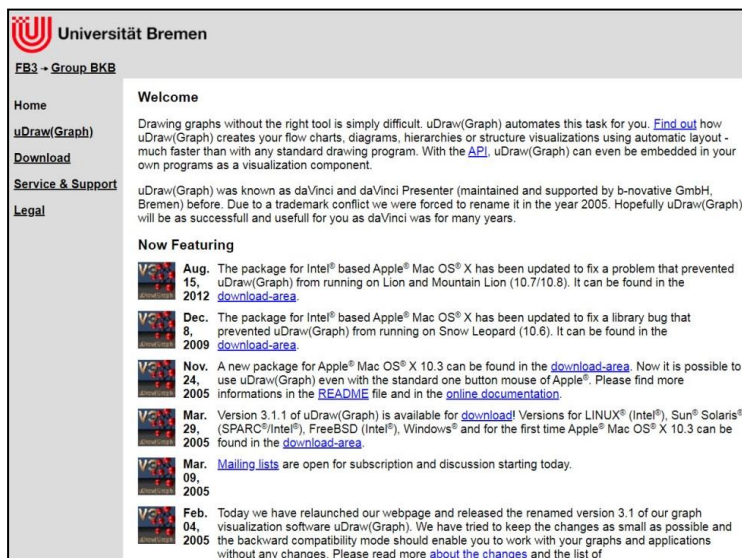 Universität Bremen
FB3 → Group BKB
Home
uDraw(Graph)
Download
Service & Support
Legal
Welcome
Drawing graphs without the right tool is simply difficult. uDraw(Graph) automates this task for you. Find out how
uDraw(Graph) creates your flow charts, diagrams, hierarchies or structure visualizations using automatic layout -
much faster than with any standard drawing program. With the API, uDraw(Graph) can even be embedded in your
own programs as a visualization component.
uDraw(Graph) was known as daVinci and daVinci Presenter (maintained and supported by b-novative GmbH,
Bremen) before. Due to a trademark conflict we were forced to rename it in the year 2005. Hopefully uDraw(Graph)
will be as successfull and usefull for you as daVinci was for many years.
Now Featuring
Aug. The package for Intel® based Apple® Mac OS® X has been updated to fix a problem that prevented
15, uDraw(Graph) from running on Lion and Mountain Lion (10.7/10.8). It can be found in the
2012 download-area.
Dec. The package for Intel® based Apple® Mac OS® X has been updated to fix a library bug that
8, prevented uDraw(Graph) from running on Snow Leopard (10.6). It can be found in the
2009 download-area.
Nov. A new package for Apple® Mac OS® X 10.3 can be found in the download-area. Now it is possible to
24, use uDraw(Graph) even with the standard one button mouse of Apple®. Please find more
2005 informations in the README file and in the online documentation.
Mar. Version 3.1.1 of uDraw(Graph) is available for download! Versions for LINUX® (Intel®), Sun® Solaris®
29, (SPARC®/Intel®), FreeBSD (Intel®), Windows® and for the first time Apple® Mac OS® X 10.3 can be
2005 found in the download-area.
Mar. Mailing lists are open for subscription and discussion starting today.
09,
2005
Feb. Today we have relaunched our webpage and released the renamed version 3.1 of our graph
04, visualization software uDraw(Graph). We have tried to keep the changes as small as possible and
2005 the backward compatibility mode should enable you to work with your graphs and applications
without any changes. Please read more about the changes and the list of